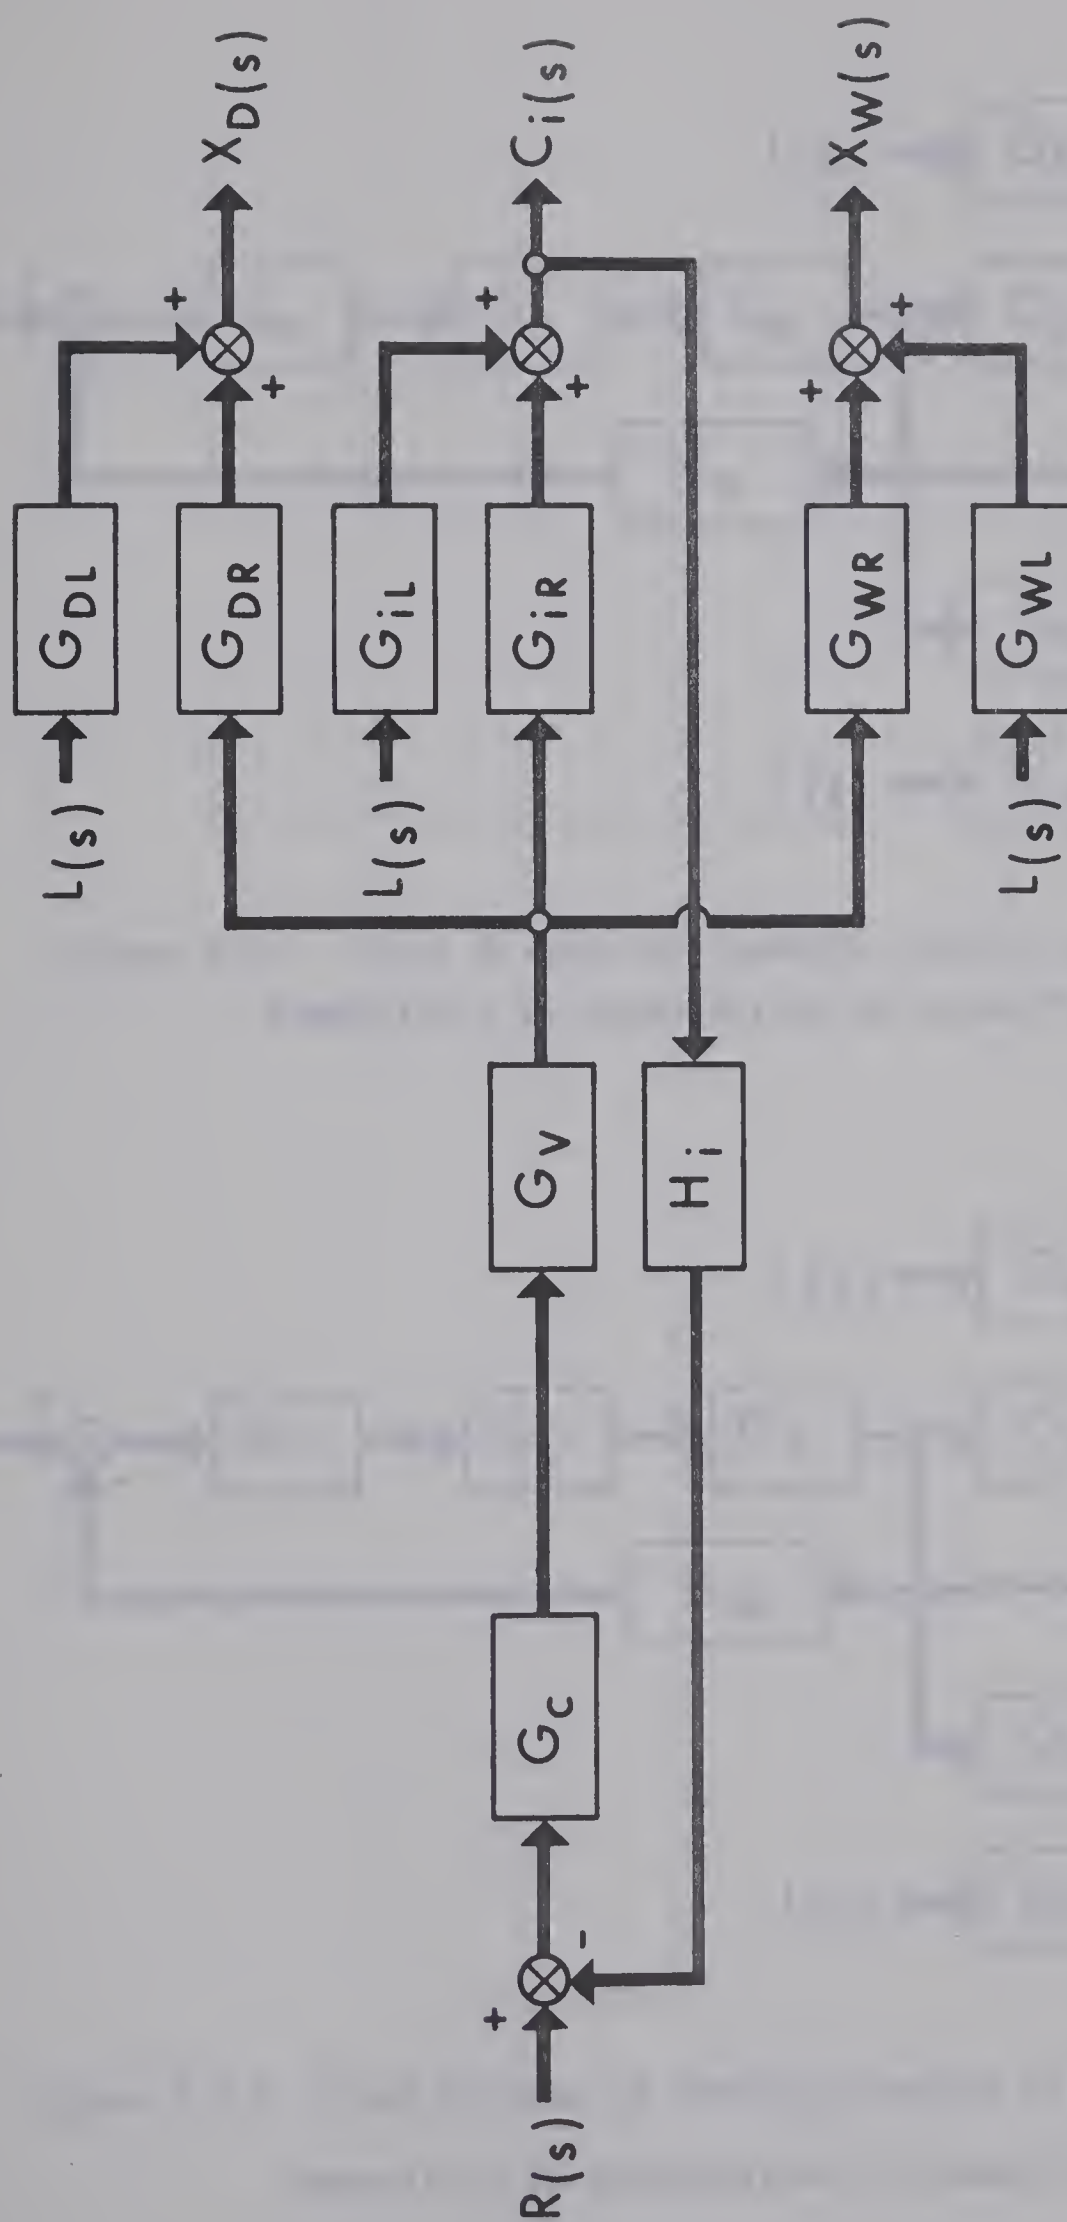 L(s)
G_DL
X_D(s)
G_DR
+
+
L(s)
G_iL
R(s)
+
-
G_c
G_v
G_iR
+
+
C_i(s)
H_i
G_WR
+
+
X_W(s)
L(s)
G_WL